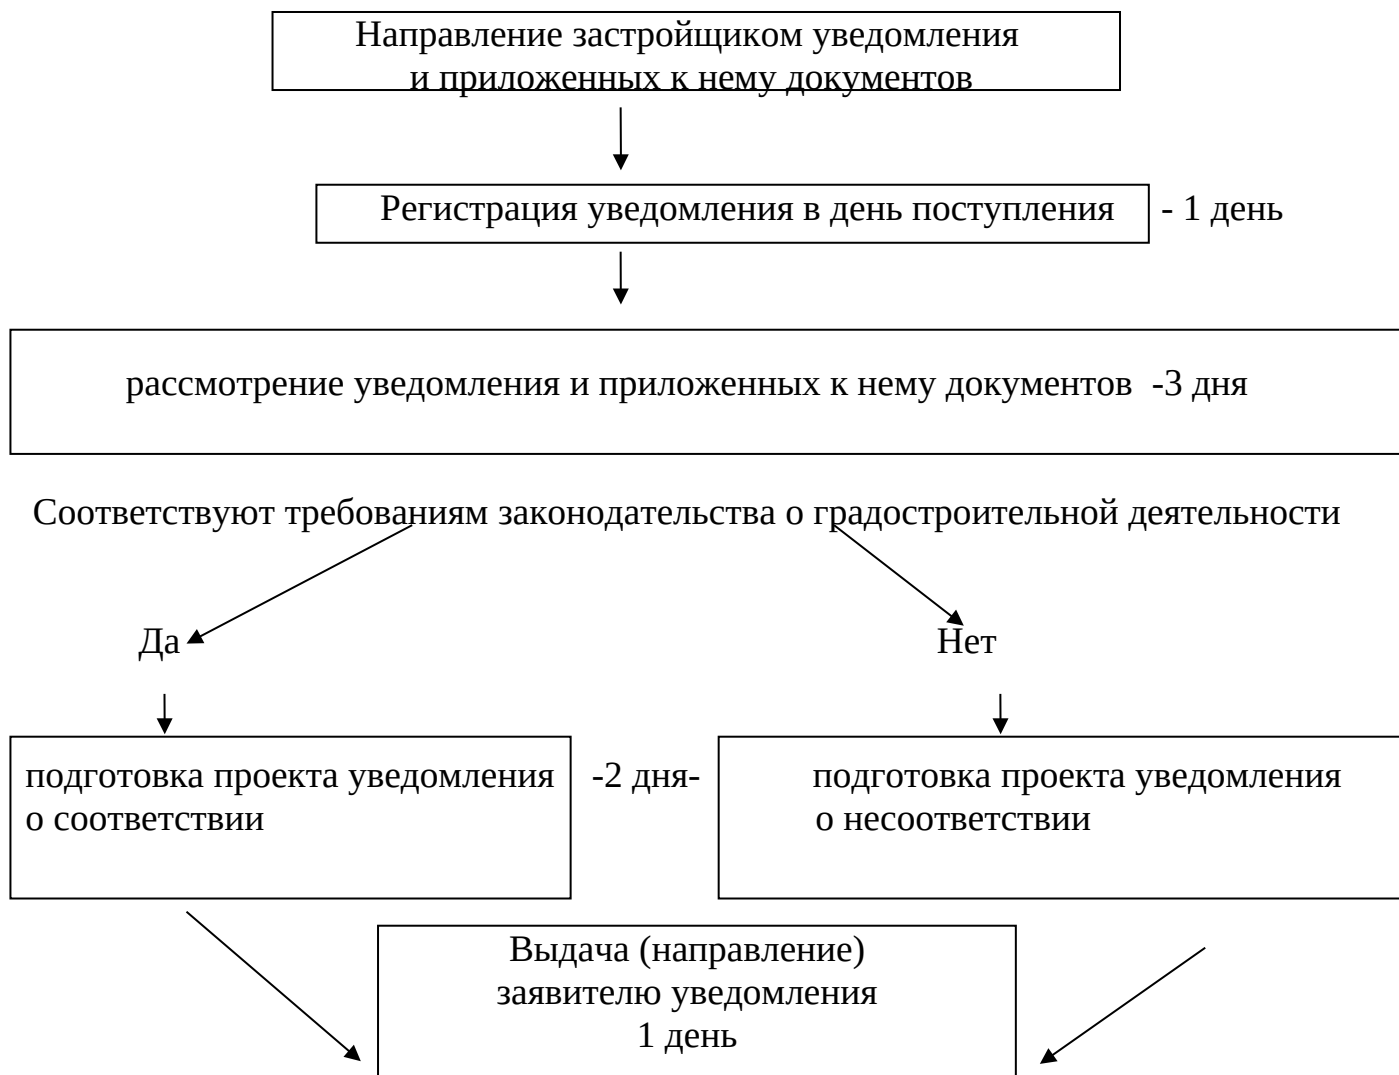 Направление застройщиком уведомления
и приложенных к нему документов
Регистрация уведомления в день поступления - 1 день
рассмотрение уведомления и приложенных к нему документов -3 дня
Соответствуют требованиям законодательства о градостроительной деятельности
Да Нет
подготовка проекта уведомления -2 дня- подготовка проекта уведомления
о соответствии о несоответствии
Выдача (направление)
заявителю уведомления
1 день